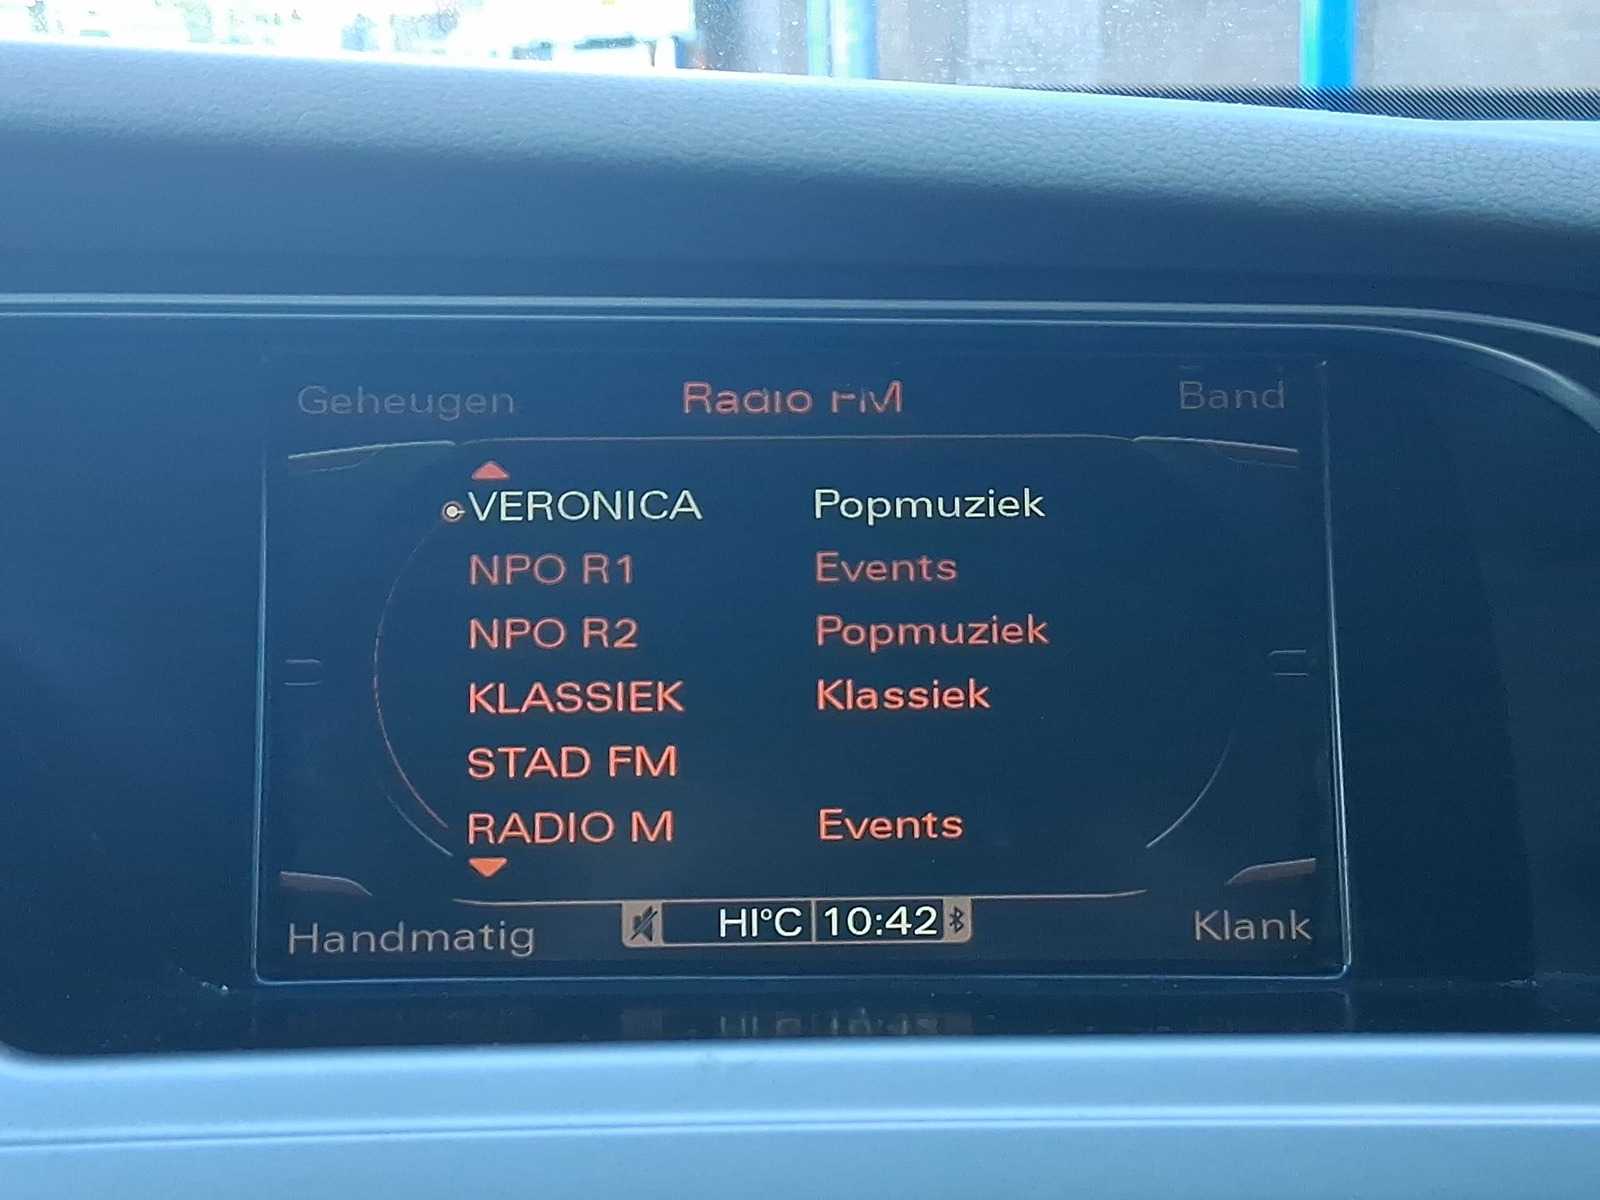 Geheugen Radio FM Band
VERONICA Popmuziek
NPO R1 Events
NPO R2 Popmuziek
KLASSIEK Klassiek
STAD FM
RADIO M Events
Handmatig HI°C 10:42 Klank